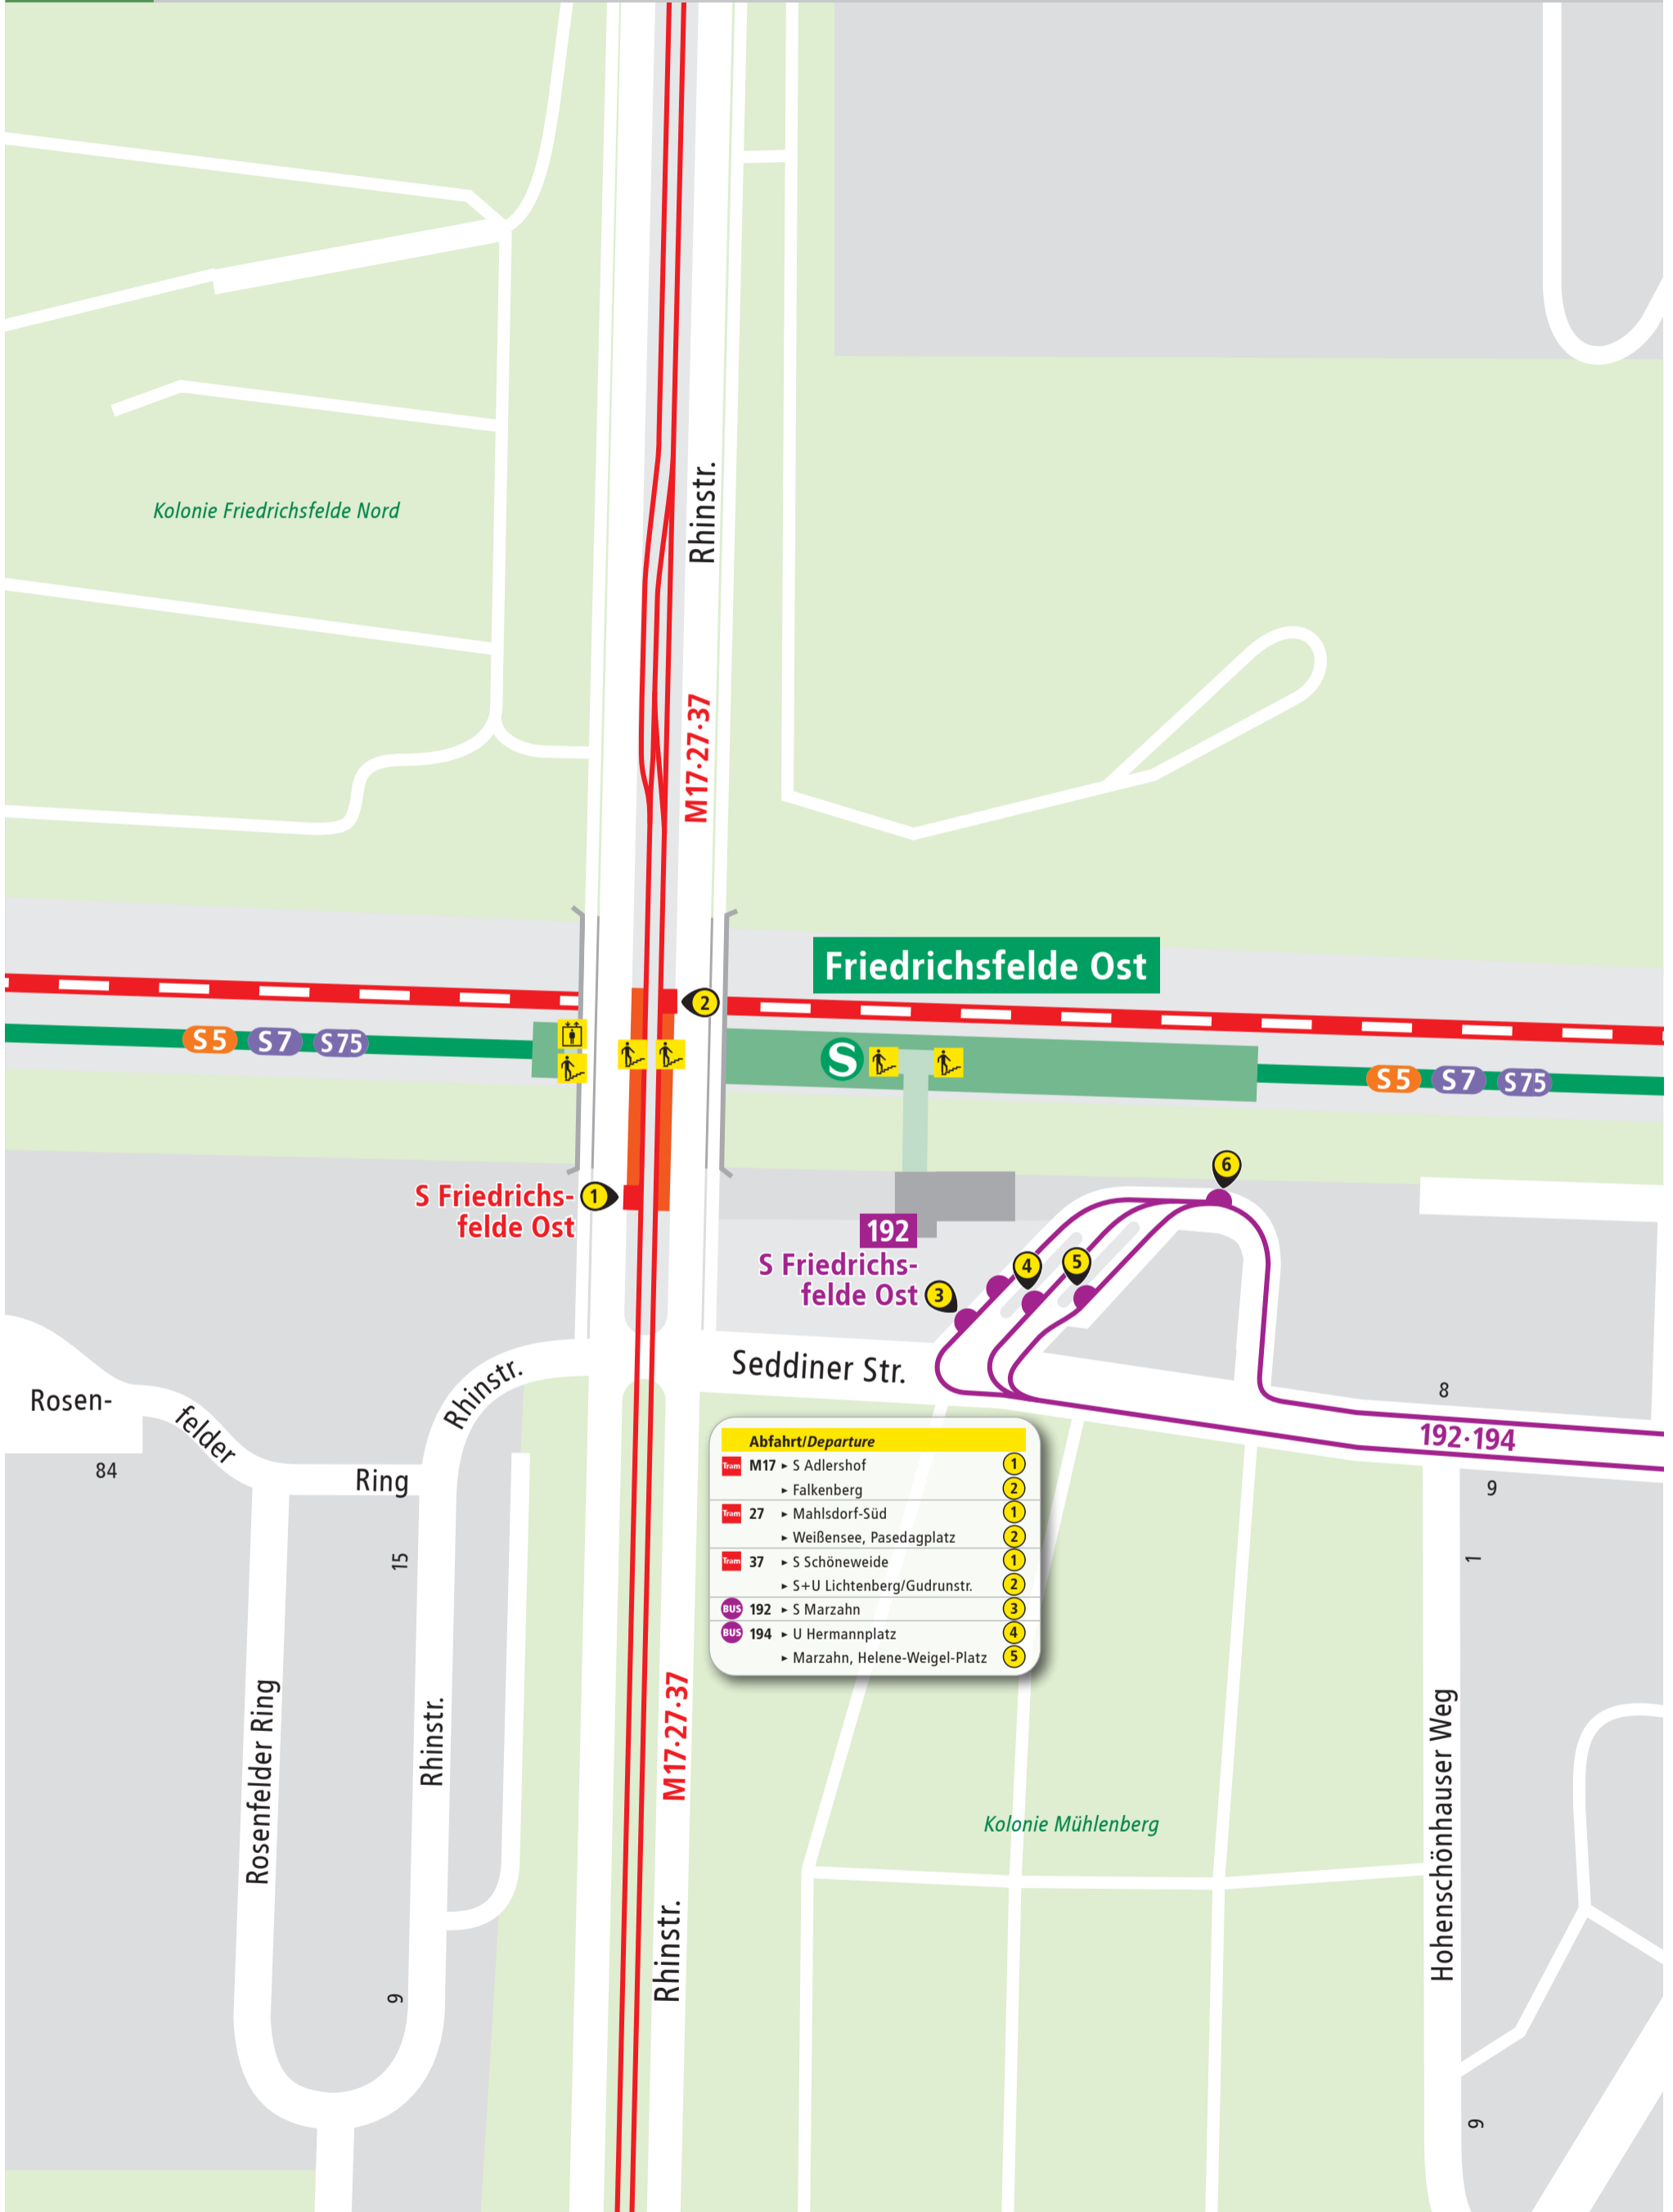 Rhinstr.
Kolonie Friedrichsfelde Nord
M17·27·37
Friedrichsfelde Ost
2
S5 S7 S75
S
S5 S7 S75
6
S Friedrichs-
felde Ost
1
192
S Friedrichs-
felde Ost
3
4
5
Seddiner Str.
Rhinstr.
Rosen-
felder
Ring
84
8
192·194
9
1
15
Abfahrt/Departure
Tram M17 ▸ S Adlershof 1
▸ Falkenberg 2
Tram 27 ▸ Mahlsdorf-Süd 1
▸ Weißensee, Pasedagplatz 2
Tram 37 ▸ S Schöneweide 1
▸ S+U Lichtenberg/Gudrunstr. 2
BUS 192 ▸ S Marzahn 3
BUS 194 ▸ U Hermannplatz 4
▸ Marzahn, Helene-Weigel-Platz 5
Rosenfelder Ring
Rhinstr.
M17·27·37
Kolonie Mühlenberg
Hohenschönhauser Weg
Rhinstr.
9
9